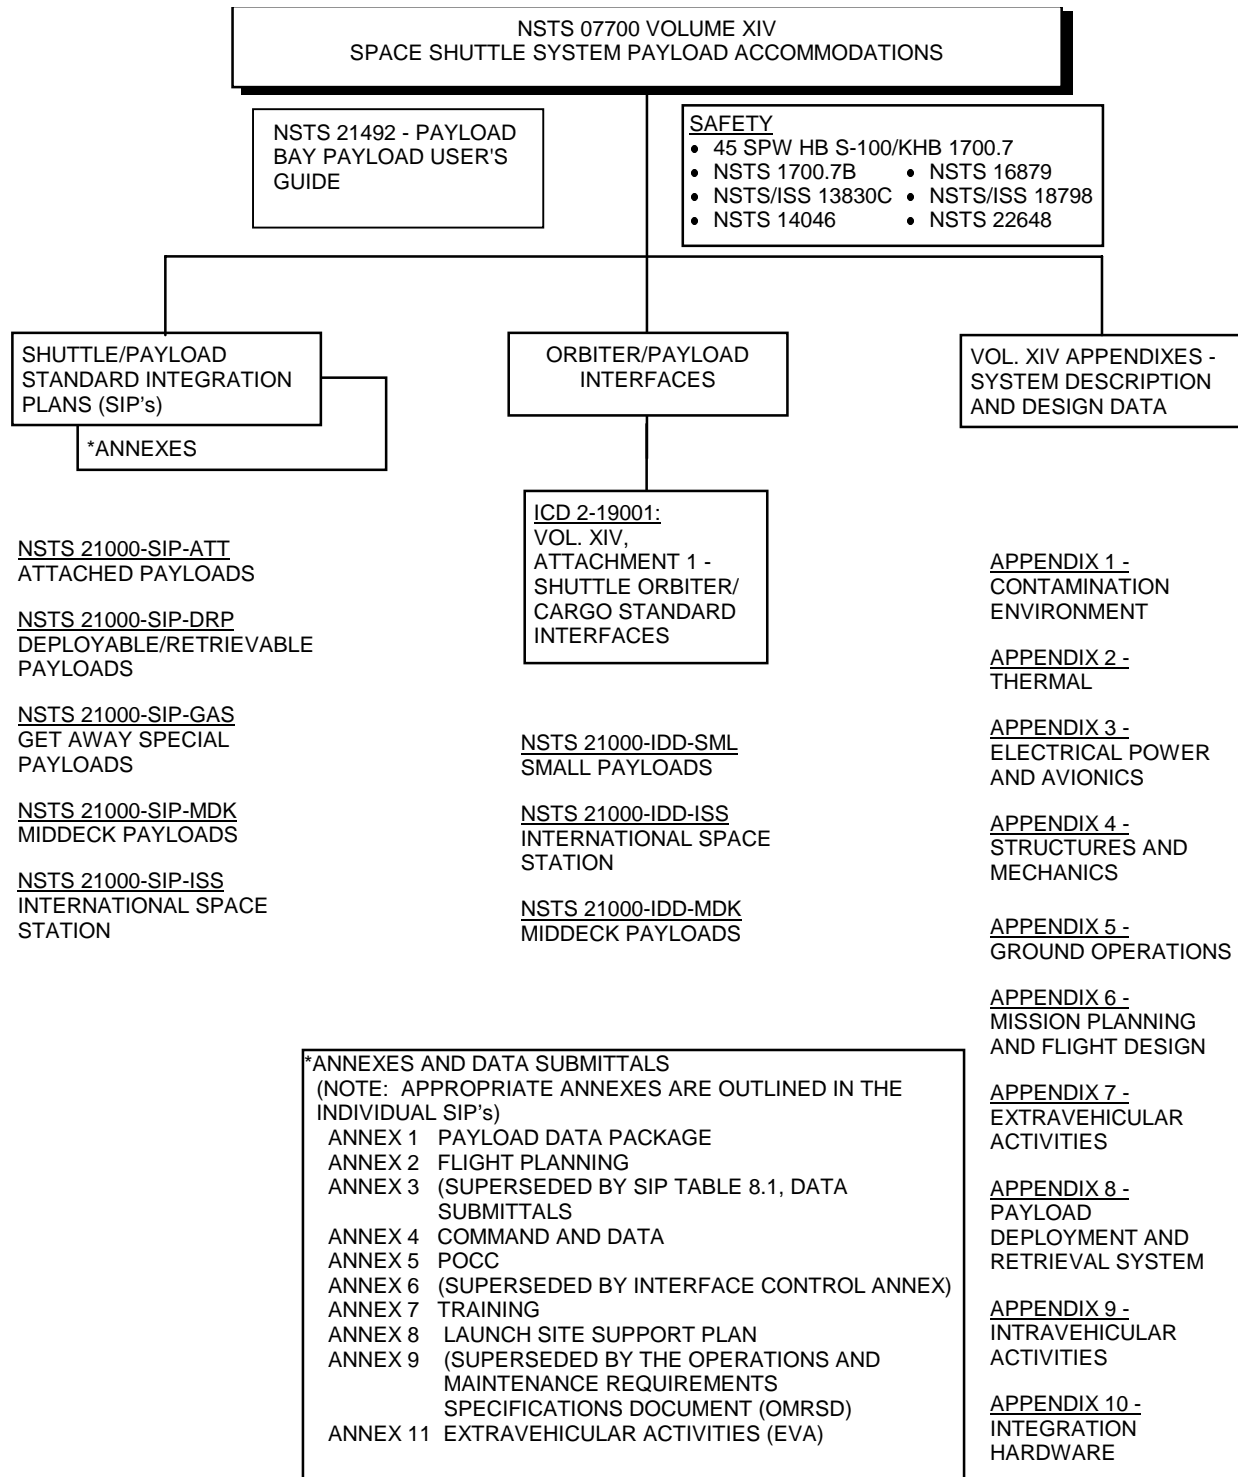 NSTS 07700 VOLUME XIV
SPACE SHUTTLE SYSTEM PAYLOAD ACCOMMODATIONS
NSTS 21492 - PAYLOAD
BAY PAYLOAD USER'S
GUIDE
SAFETY
• 45 SPW HB S-100/KHB 1700.7
• NSTS 1700.7B • NSTS 16879
• NSTS/ISS 13830C • NSTS/ISS 18798
• NSTS 14046 • NSTS 22648
SHUTTLE/PAYLOAD
STANDARD INTEGRATION
PLANS (SIP's)
*ANNEXES
ORBITER/PAYLOAD
INTERFACES
VOL. XIV APPENDIXES -
SYSTEM DESCRIPTION
AND DESIGN DATA
NSTS 21000-SIP-ATT
ATTACHED PAYLOADS
NSTS 21000-SIP-DRP
DEPLOYABLE/RETRIEVABLE
PAYLOADS
NSTS 21000-SIP-GAS
GET AWAY SPECIAL
PAYLOADS
NSTS 21000-SIP-MDK
MIDDECK PAYLOADS
NSTS 21000-SIP-ISS
INTERNATIONAL SPACE
STATION
ICD 2-19001:
VOL. XIV,
ATTACHMENT 1 -
SHUTTLE ORBITER/
CARGO STANDARD
INTERFACES
NSTS 21000-IDD-SML
SMALL PAYLOADS
NSTS 21000-IDD-ISS
INTERNATIONAL SPACE
STATION
NSTS 21000-IDD-MDK
MIDDECK PAYLOADS
APPENDIX 1 -
CONTAMINATION
ENVIRONMENT
APPENDIX 2 -
THERMAL
APPENDIX 3 -
ELECTRICAL POWER
AND AVIONICS
APPENDIX 4 -
STRUCTURES AND
MECHANICS
APPENDIX 5 -
GROUND OPERATIONS
APPENDIX 6 -
MISSION PLANNING
AND FLIGHT DESIGN
APPENDIX 7 -
EXTRAVEHICULAR
ACTIVITIES
APPENDIX 8 -
PAYLOAD
DEPLOYMENT AND
RETRIEVAL SYSTEM
APPENDIX 9 -
INTRAVEHICULAR
ACTIVITIES
APPENDIX 10 -
INTEGRATION
HARDWARE
*ANNEXES AND DATA SUBMITTALS
(NOTE: APPROPRIATE ANNEXES ARE OUTLINED IN THE
INDIVIDUAL SIP's)
ANNEX 1 PAYLOAD DATA PACKAGE
ANNEX 2 FLIGHT PLANNING
ANNEX 3 (SUPERSEDED BY SIP TABLE 8.1, DATA
SUBMITTALS
ANNEX 4 COMMAND AND DATA
ANNEX 5 POCC
ANNEX 6 (SUPERSEDED BY INTERFACE CONTROL ANNEX)
ANNEX 7 TRAINING
ANNEX 8 LAUNCH SITE SUPPORT PLAN
ANNEX 9 (SUPERSEDED BY THE OPERATIONS AND
MAINTENANCE REQUIREMENTS
SPECIFICATIONS DOCUMENT (OMRSD)
ANNEX 11 EXTRAVEHICULAR ACTIVITIES (EVA)